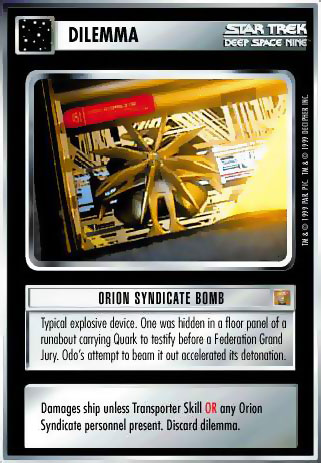 DILEMMA
STAR TREK
DEEP SPACE NINE
ORION SYNDICATE BOMB
Typical explosive device. One was hidden in a floor panel of a
runabout carrying Quark to testify before a Federation Grand
Jury. Odo's attempt to beam it out accelerated its detonation.
Damages ship unless Transporter Skill OR any Orion
Syndicate personnel present. Discard dilemma.
TM & © 1999 PAR. PIC. TM & © 1999 DECIPHER INC.